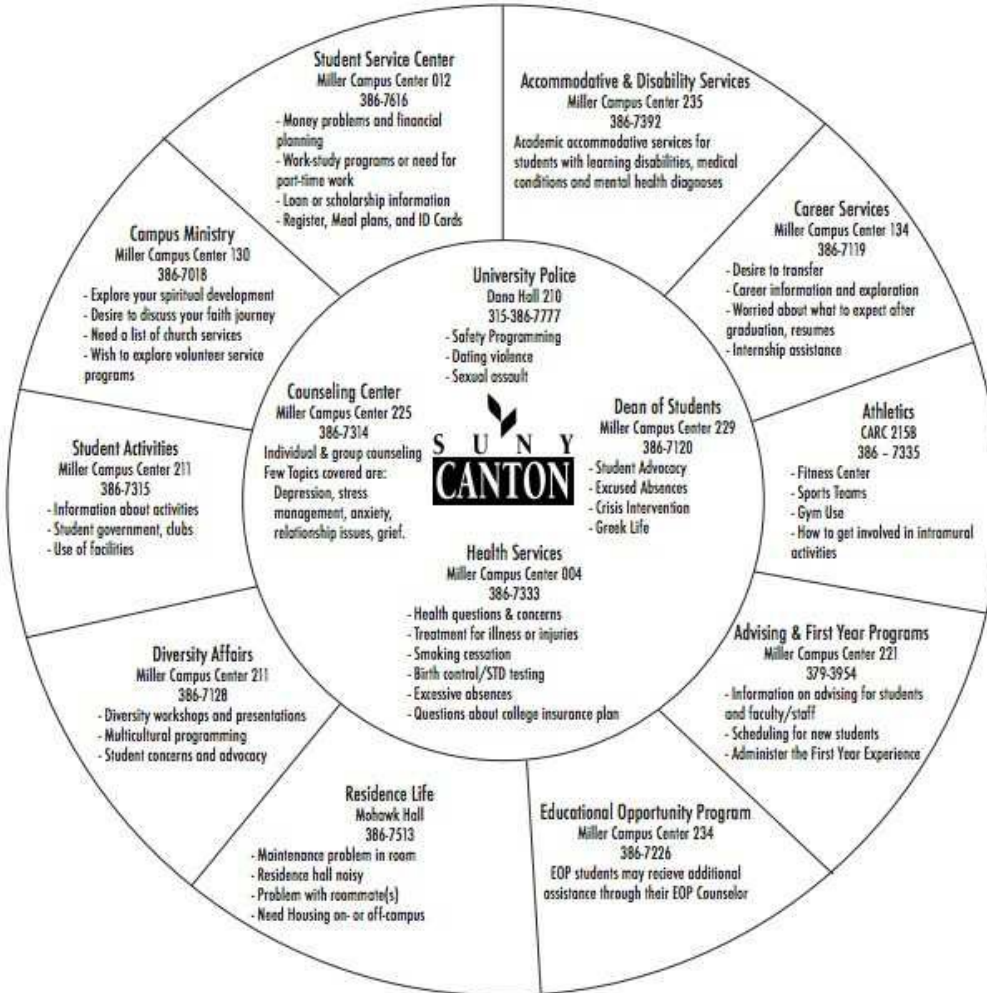 Student Service Center
Miller Campus Center 012
386-7616
- Money problems and financial
planning
- Work-study programs or need for
part-time work
- Loan or scholarship information
- Register, Meal plans, and ID Cards
Accommodative & Disability Services
Miller Campus Center 235
386-7392
Academic accommodative services for
students with learning disabilities, medical
conditions and mental health diagnoses
Career Services
Miller Campus Center 134
386-7119
- Desire to transfer
- Career information and exploration
- Worried about what to expect after
graduation, resumes
- Internship assistance
Athletics
CARC 215B
386 – 7335
- Fitness Center
- Sports Teams
- Gym Use
- How to get involved in intramural
activities
Advising & First Year Programs
Miller Campus Center 221
379-3954
- Information on advising for students
and faculty/staff
- Scheduling for new students
- Administer the First Year Experience
Educational Opportunity Program
Miller Campus Center 234
386-7226
EOP students may recieve additional
assistance through their EOP Counselor
Residence Life
Mohawk Hall
386-7513
- Maintenance problem in room
- Residence hall noisy
- Problem with roommate(s)
- Need Housing on- or off-campus
Diversity Affairs
Miller Campus Center 211
386-7128
- Diversity workshops and presentations
- Multicultural programming
- Student concerns and advocacy
Student Activities
Miller Campus Center 211
386-7315
- Information about activities
- Student government, clubs
- Use of facilities
Campus Ministry
Miller Campus Center 130
386-7018
- Explore your spiritual development
- Desire to discuss your faith journey
- Need a list of church services
- Wish to explore volunteer service
programs
University Police
Dana Hall 210
315-386-7777
- Safety Programming
- Dating violence
- Sexual assault
Counseling Center
Miller Campus Center 225
386-7314
Individual & group counseling
Few Topics covered are:
Depression, stress
management, anxiety,
relationship issues, grief.
SUNY
CANTON
Dean of Students
Miller Campus Center 229
386-7120
- Student Advocacy
- Excused Absences
- Crisis Intervention
- Greek Life
Health Services
Miller Campus Center 004
386-7333
- Health questions & concerns
- Treatment for illness or injuries
- Smoking cessation
- Birth control/STD testing
- Excessive absences
- Questions about college insurance plan